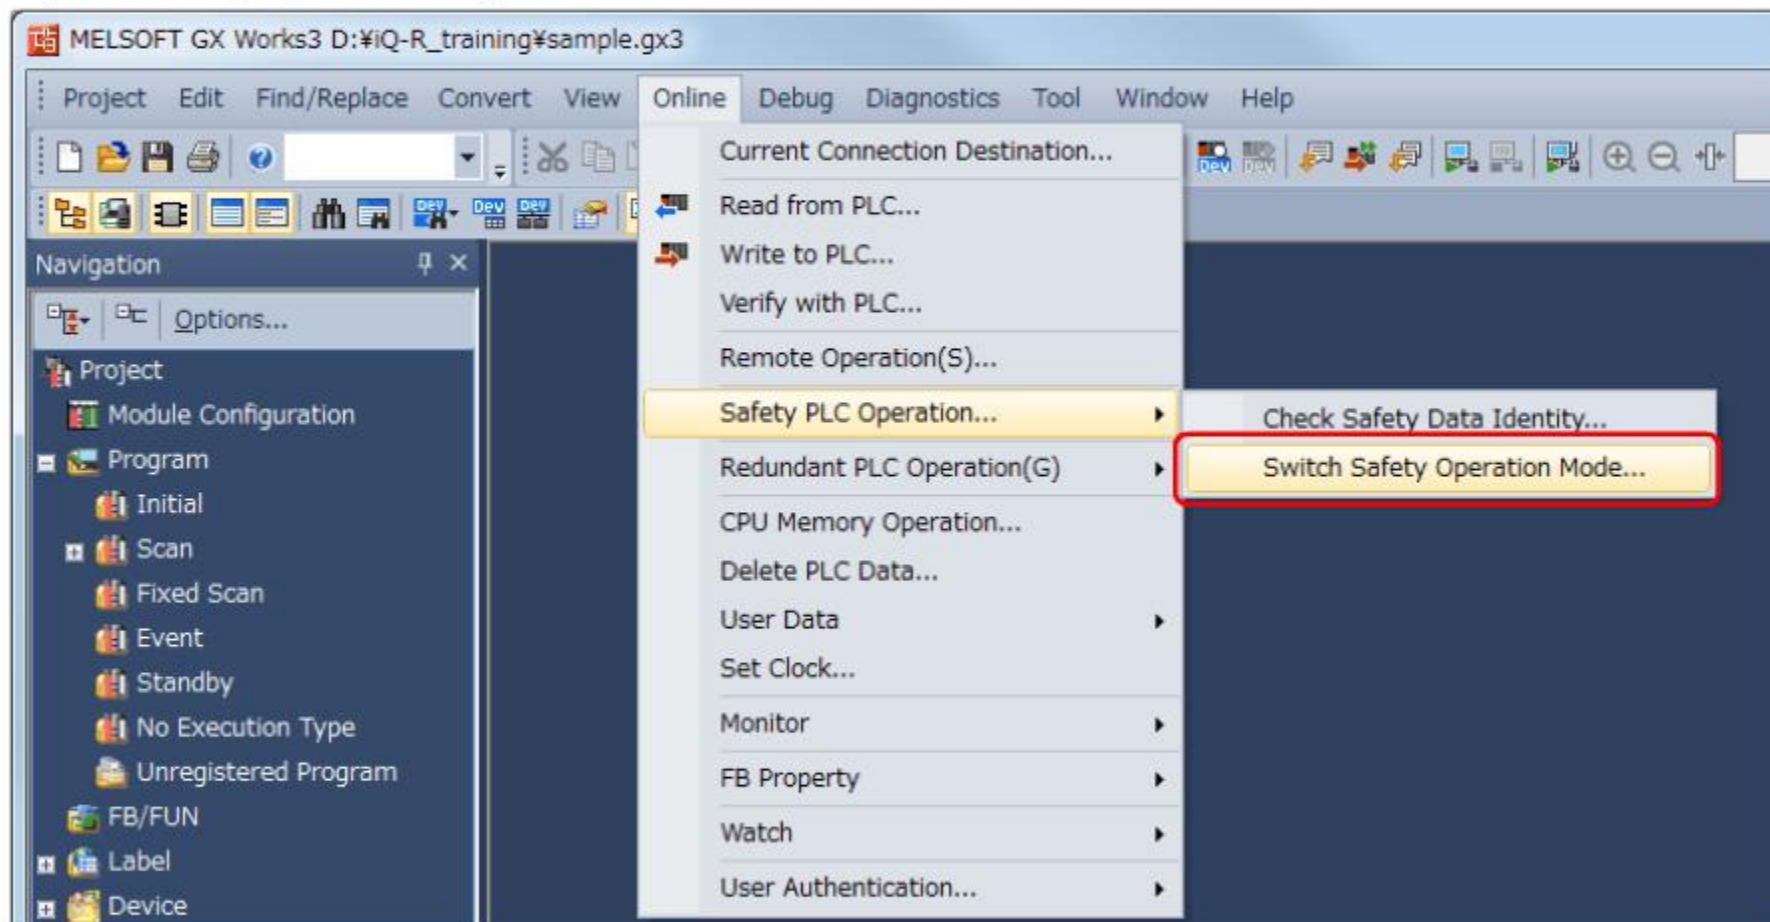 MELSOFT GX Works3 D:¥iQ-R_training¥sample.gx3
Project Edit Find/Replace Convert View Online Debug Diagnostics Tool Window Help
Current Connection Destination...
Read from PLC...
Write to PLC...
Verify with PLC...
Remote Operation(S)...
Safety PLC Operation...
Check Safety Data Identity...
Switch Safety Operation Mode...
Redundant PLC Operation(G)
CPU Memory Operation...
Delete PLC Data...
User Data
Set Clock...
Monitor
FB Property
Watch
User Authentication...
Navigation
Options...
Project
Module Configuration
Program
Initial
Scan
Fixed Scan
Event
Standby
No Execution Type
Unregistered Program
FB/FUN
Label
Device